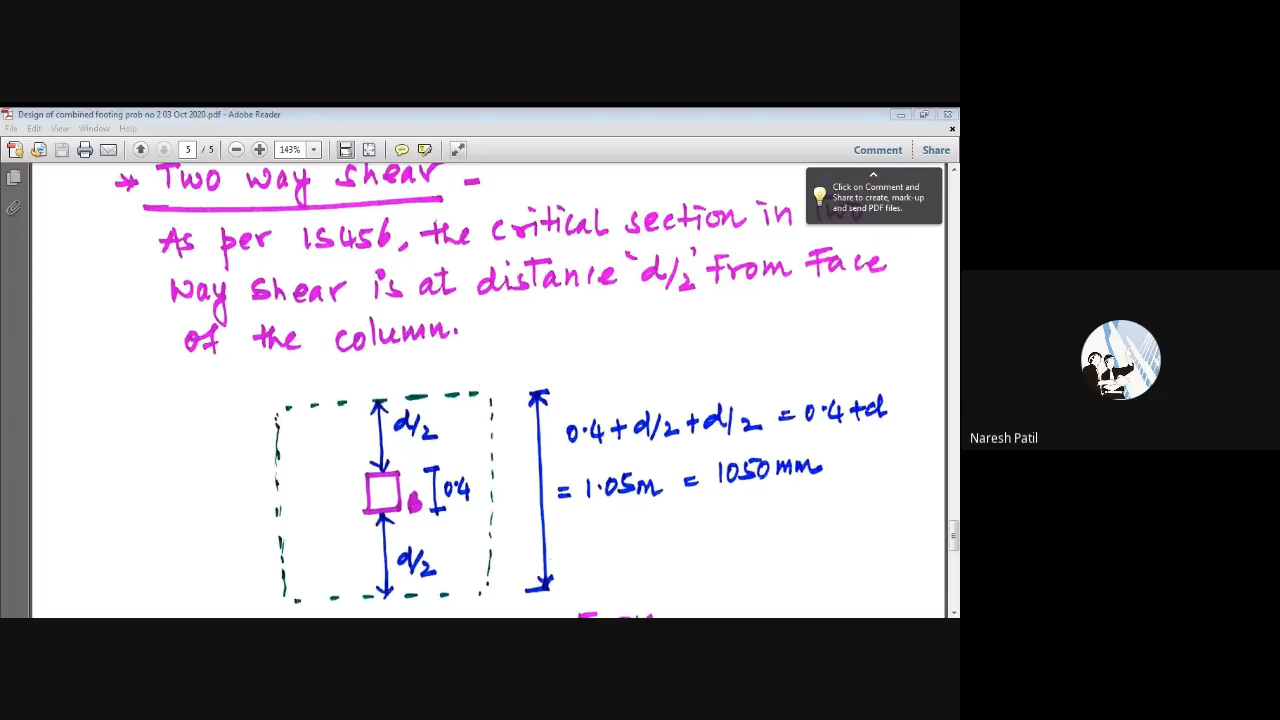 Design of combined footing prob no 2 03 Oct 2020.pdf - Adobe Reader
File Edit View Window Help
5 / 5 143% Comment Share
Click on Comment and
Share to create, mark-up
and send PDF files.
* Two way shear -
As per IS456, the critical section in
way shear is at distance 'd/2' from Face
of the column.
d/2
0.4
d/2
0.4+d/2+d/2 = 0.4+d
= 1.05m = 1050mm
Naresh Patil